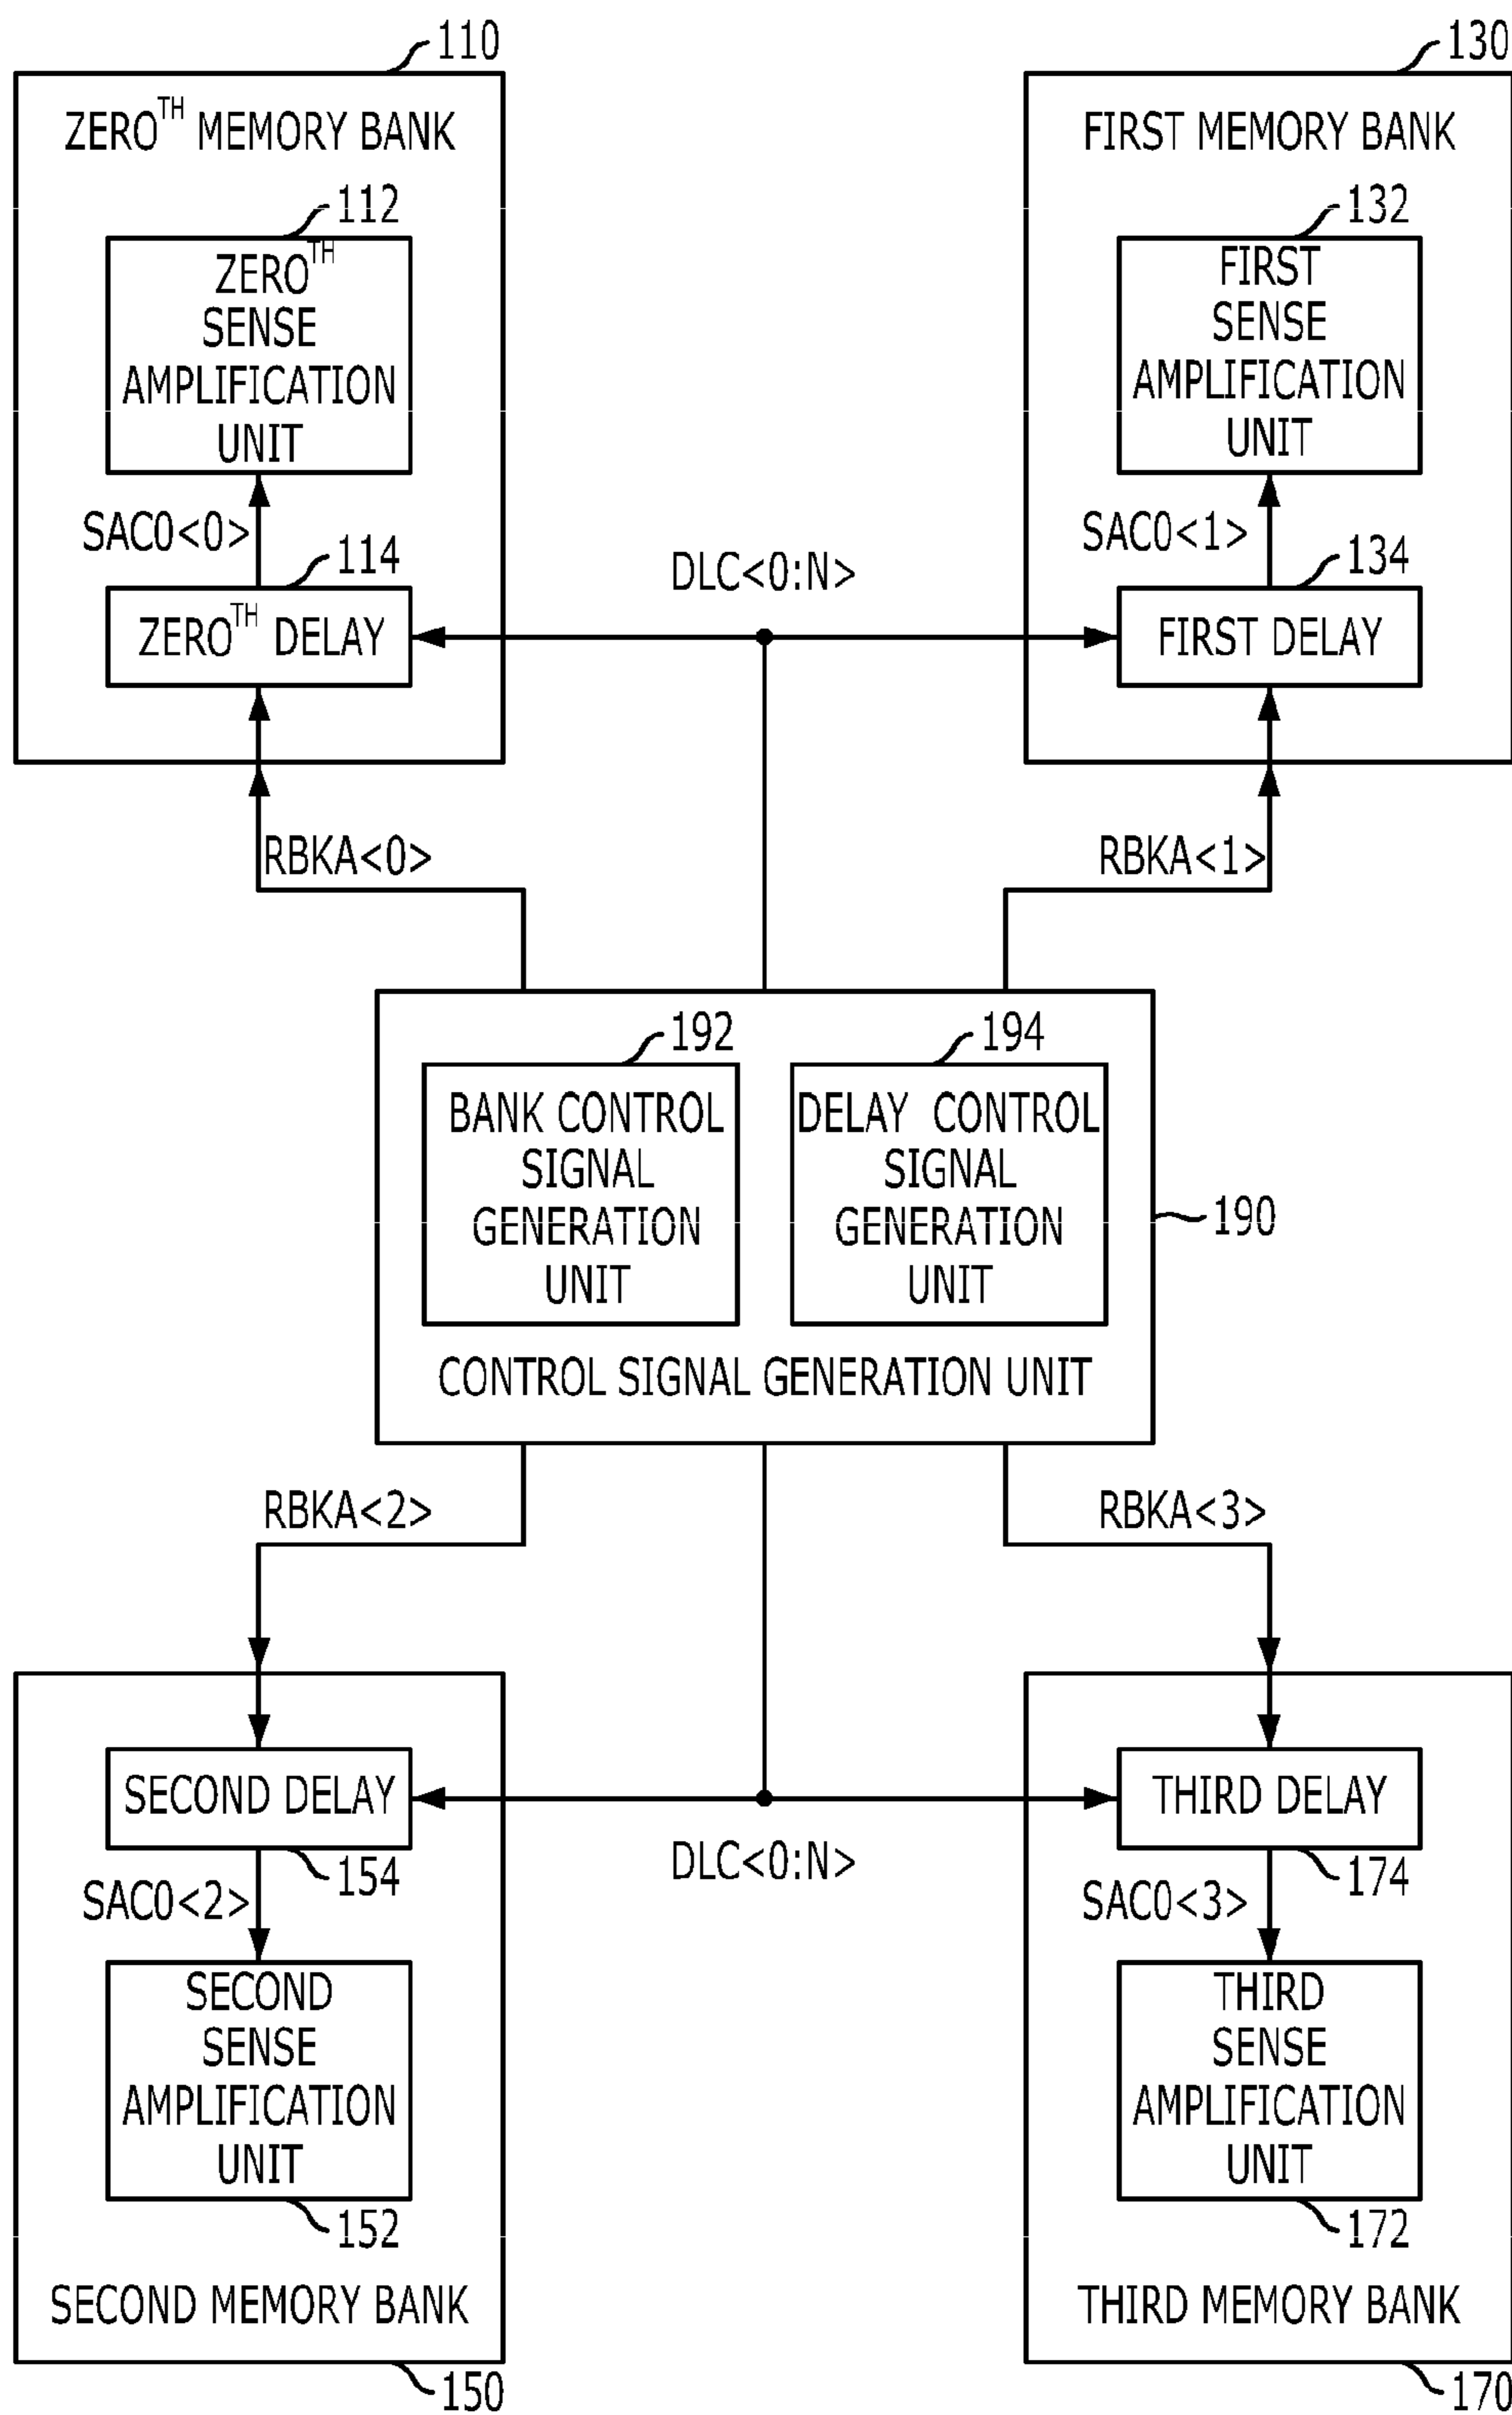 110
130
ZERO^TH MEMORY BANK
FIRST MEMORY BANK
112
132
ZERO^TH
SENSE
AMPLIFICATION
UNIT
FIRST
SENSE
AMPLIFICATION
UNIT
SAC0<0>
SAC0<1>
114
134
DLC<0:N>
ZERO^TH DELAY
FIRST DELAY
RBKA<0>
RBKA<1>
192
194
BANK CONTROL
SIGNAL
GENERATION
UNIT
DELAY CONTROL
SIGNAL
GENERATION
UNIT
190
CONTROL SIGNAL GENERATION UNIT
RBKA<2>
RBKA<3>
SECOND DELAY
THIRD DELAY
DLC<0:N>
154
174
SAC0<2>
SAC0<3>
SECOND
SENSE
AMPLIFICATION
UNIT
THIRD
SENSE
AMPLIFICATION
UNIT
152
172
SECOND MEMORY BANK
THIRD MEMORY BANK
150
170